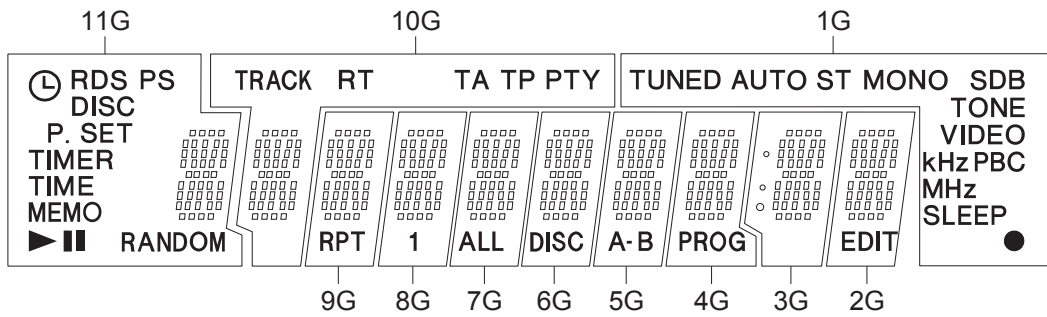 11G 10G 1G
RDS PS TRACK RT TA TP PTY TUNED AUTO ST MONO SDB
DISC TONE
P. SET VIDEO
TIMER kHz PBC
TIME MHz
MEMO SLEEP
RANDOM RPT 1 ALL DISC A-B PROG EDIT
9G 8G 7G 6G 5G 4G 3G 2G